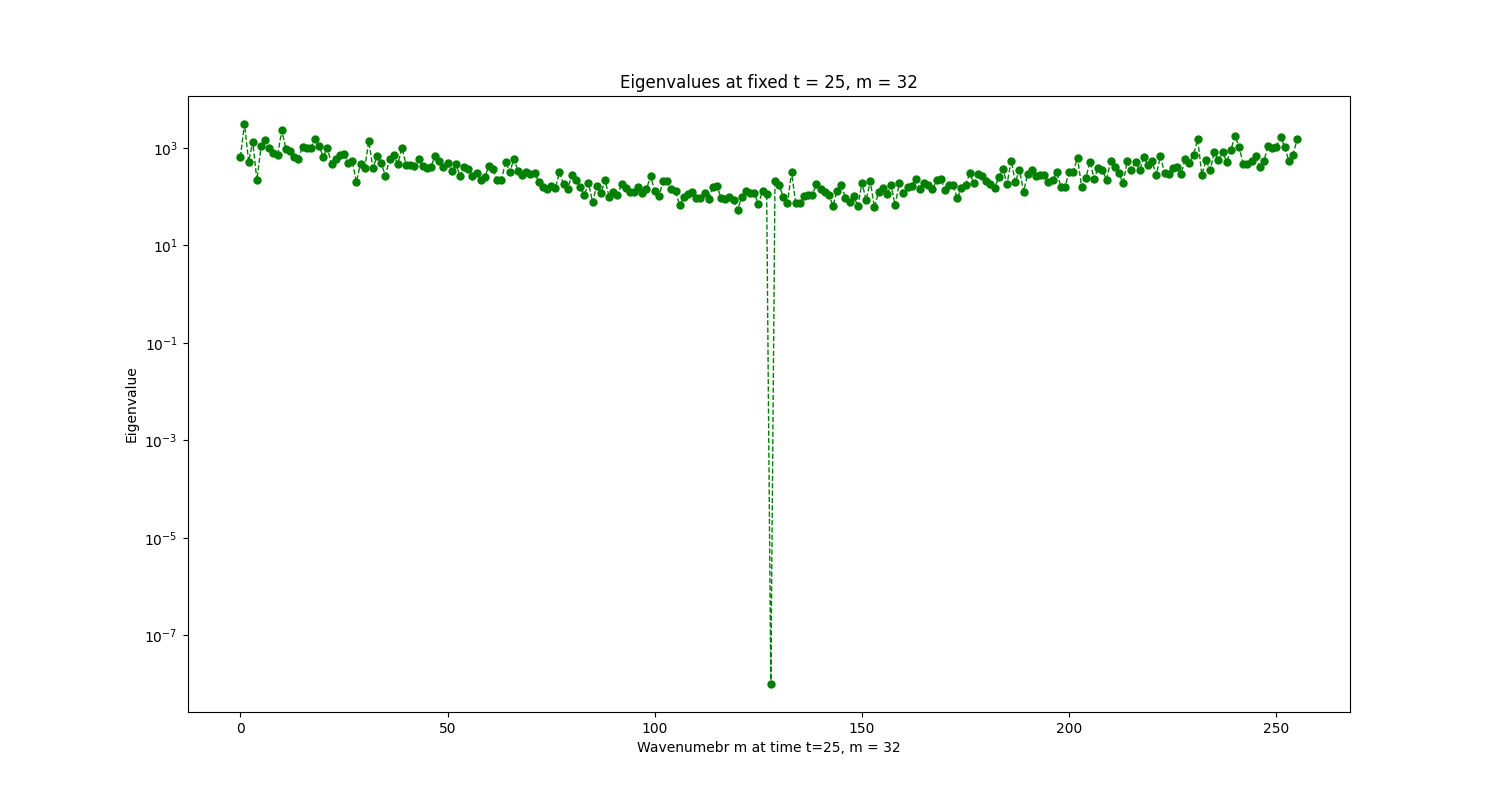 Eigenvalues at fixed t = 25, m = 32
10³
10¹
10⁻¹
10⁻³
10⁻⁵
10⁻⁷
Eigenvalue
0 50 100 150 200 250
Wavenumebr m at time t=25, m = 32